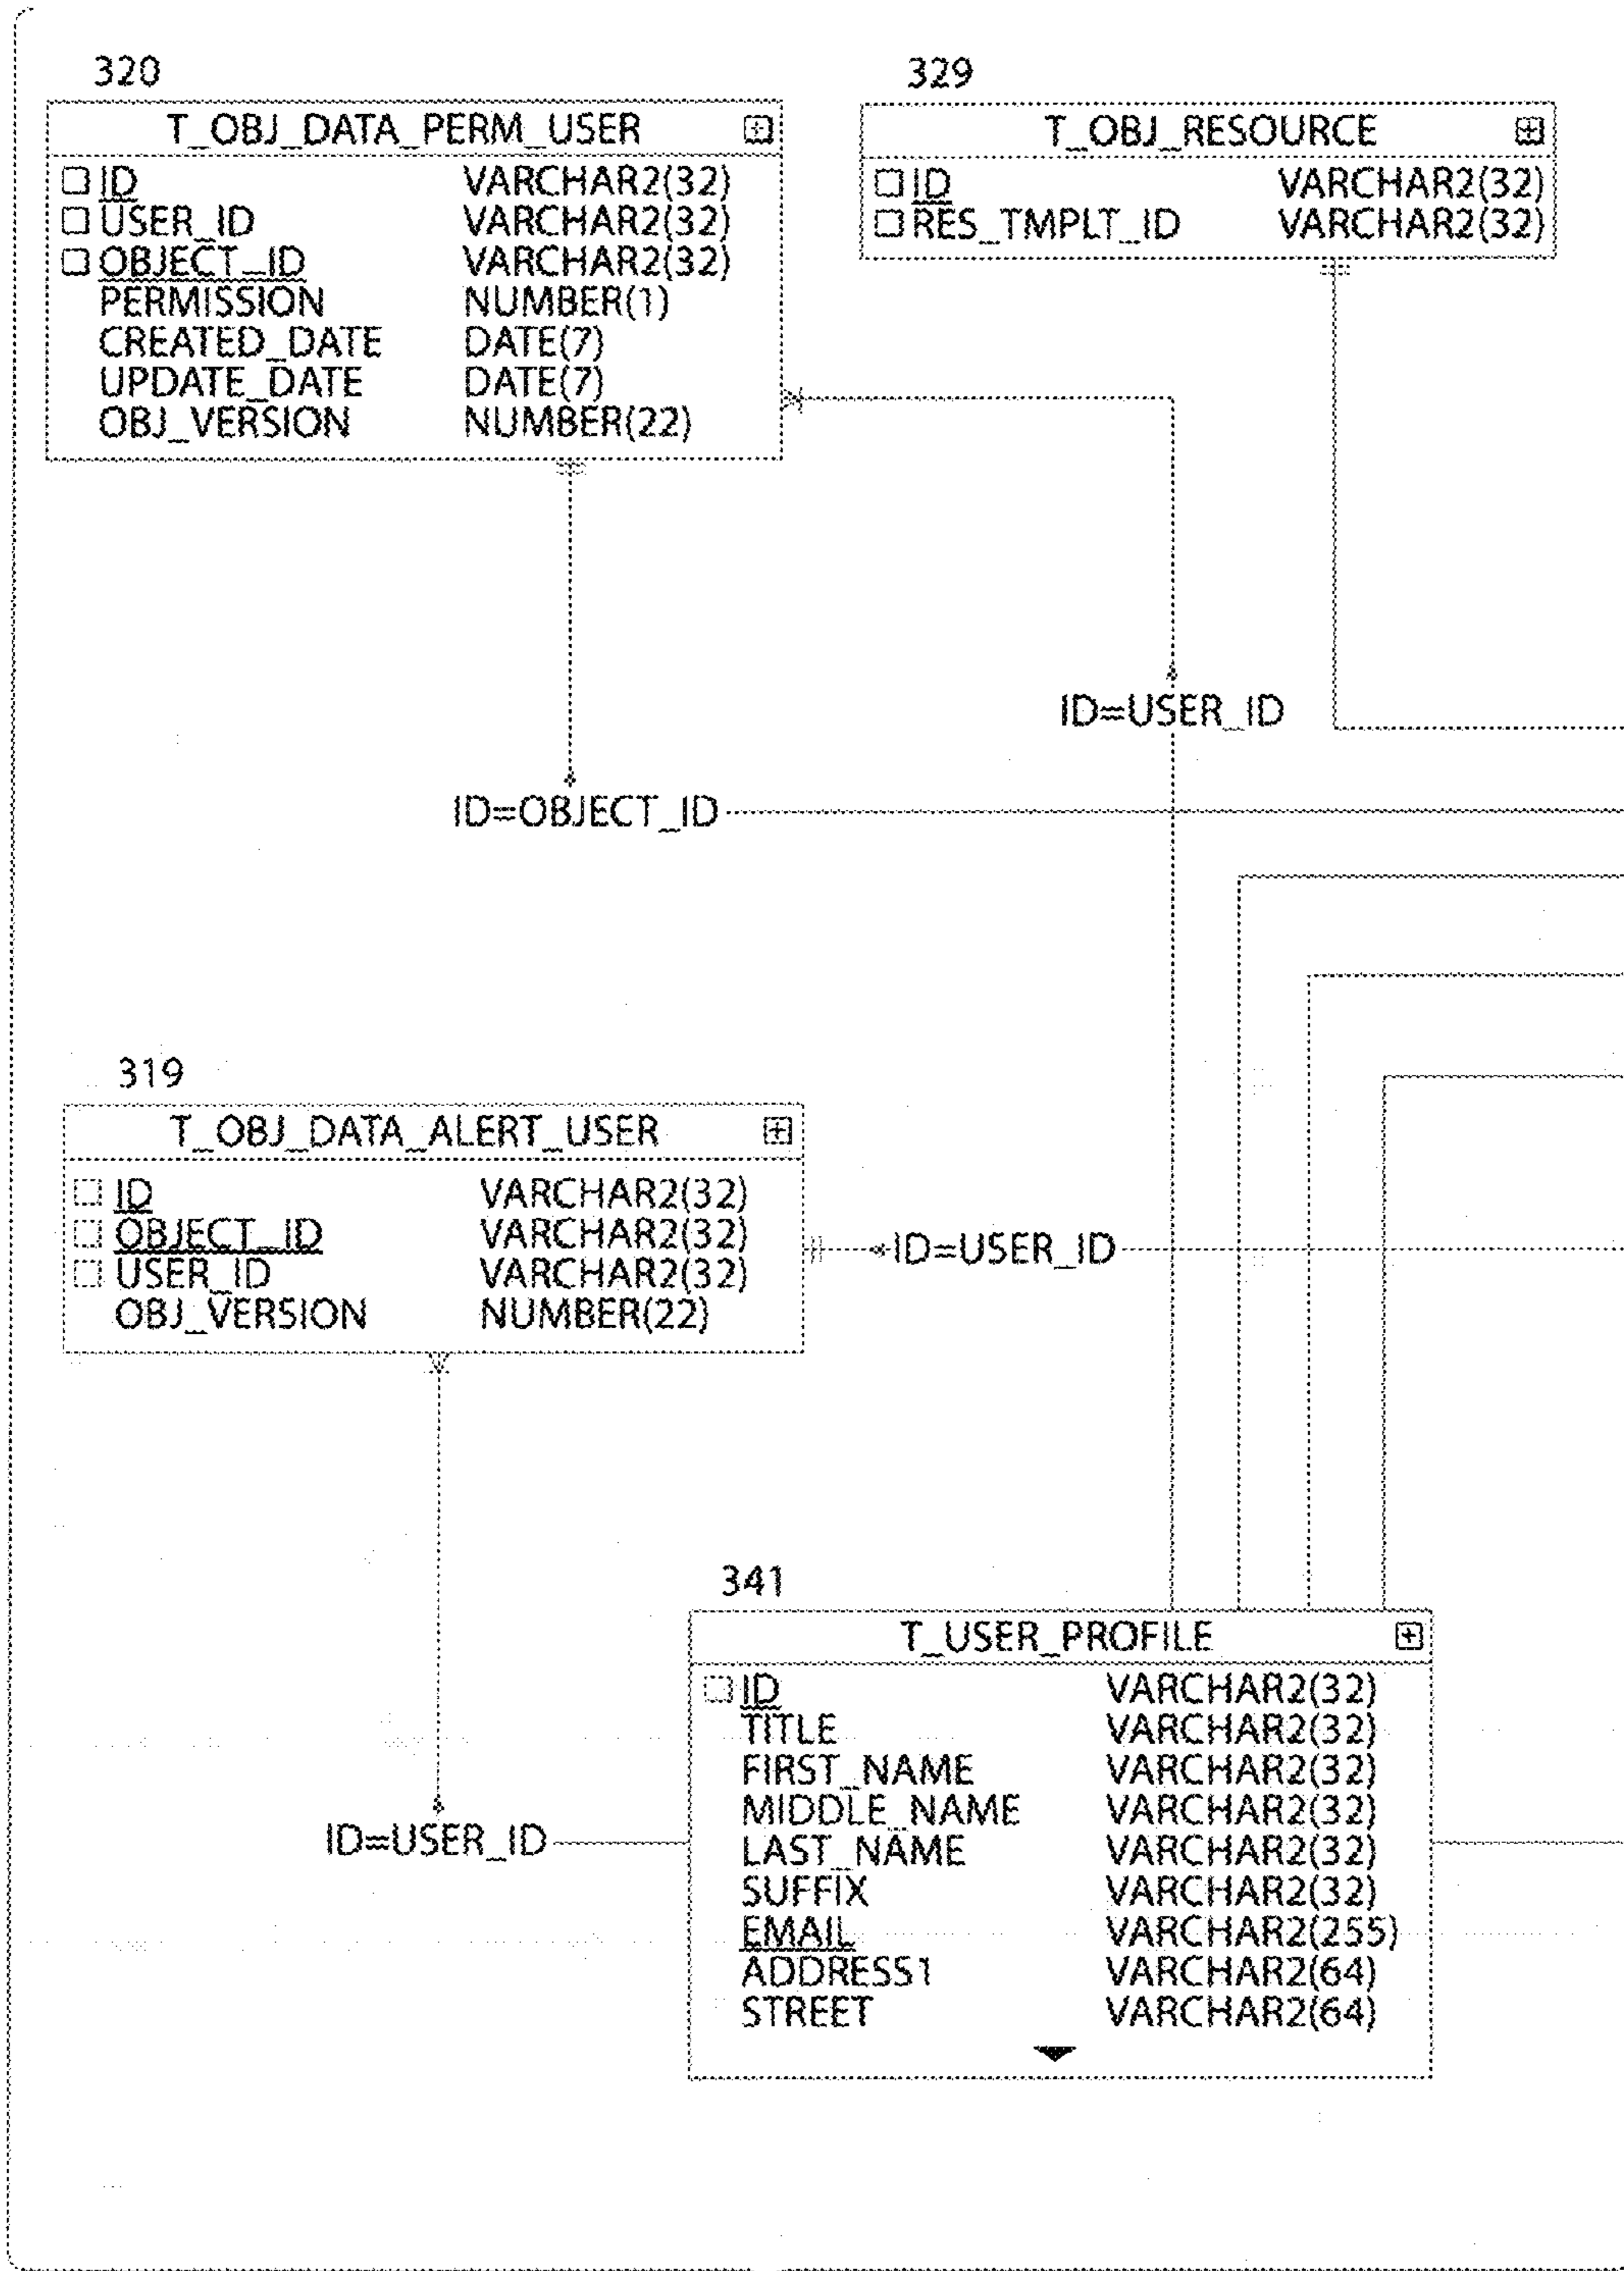 320
T_OBJ_DATA_PERM_USER
ID VARCHAR2(32)
USER_ID VARCHAR2(32)
OBJECT_ID VARCHAR2(32)
PERMISSION NUMBER(1)
CREATED_DATE DATE(7)
UPDATE_DATE DATE(7)
OBJ_VERSION NUMBER(22)
329
T_OBJ_RESOURCE
ID VARCHAR2(32)
RES_TMPLT_ID VARCHAR2(32)
ID=USER_ID
ID=OBJECT_ID
319
T_OBJ_DATA_ALERT_USER
ID VARCHAR2(32)
OBJECT_ID VARCHAR2(32)
USER_ID VARCHAR2(32)
OBJ_VERSION NUMBER(22)
ID=USER_ID
341
T_USER_PROFILE
ID VARCHAR2(32)
TITLE VARCHAR2(32)
FIRST_NAME VARCHAR2(32)
MIDDLE_NAME VARCHAR2(32)
LAST_NAME VARCHAR2(32)
SUFFIX VARCHAR2(32)
EMAIL VARCHAR2(255)
ADDRESS1 VARCHAR2(64)
STREET VARCHAR2(64)
ID=USER_ID